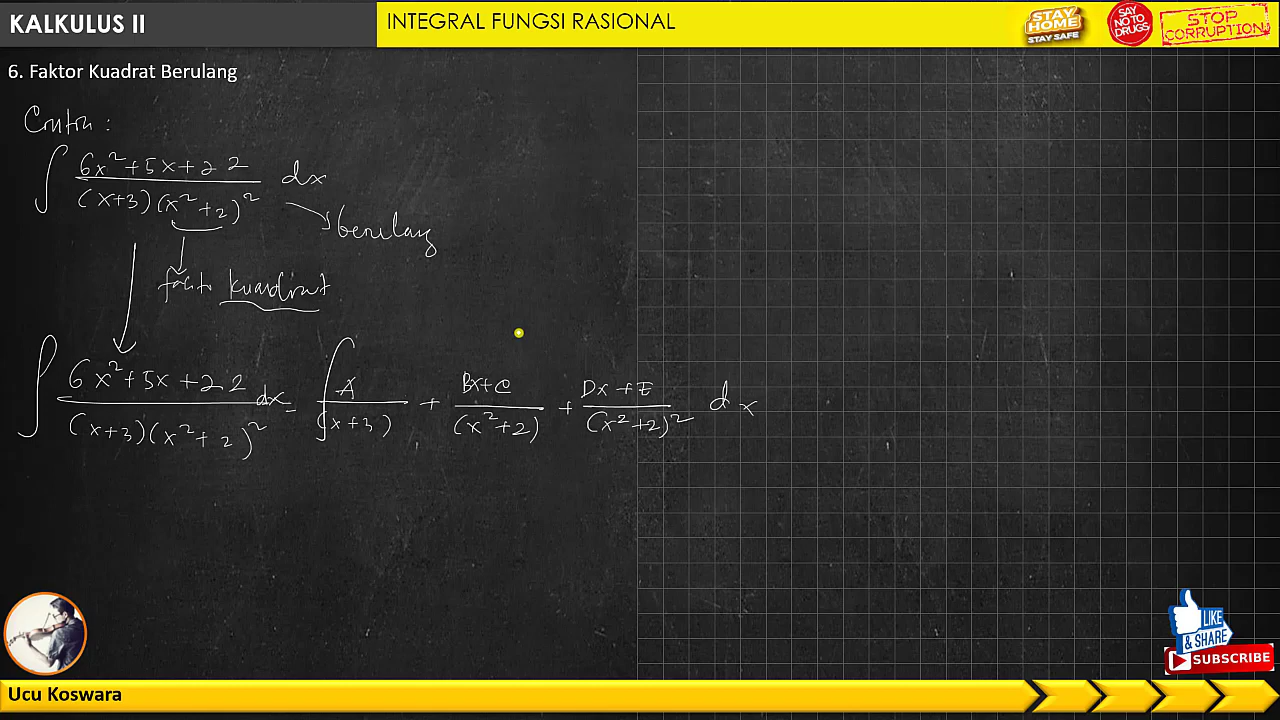 KALKULUS II
INTEGRAL FUNGSI RASIONAL
STAY HOME STAY SAFE
SAY NO TO DRUGS
STOP CORRUPTION!
6. Faktor Kuadrat Berulang
Contoh :
∫ (6x² + 5x + 22) / ((x+3)(x²+2)²) dx
berulang
faktor kuadrat
∫ (6x² + 5x + 22) / ((x+3)(x²+2)²) dx = ∫ A/(x+3) + (Bx+C)/(x²+2) + (Dx+E)/(x²+2)² dx
LIKE & SHARE
SUBSCRIBE
Ucu Koswara